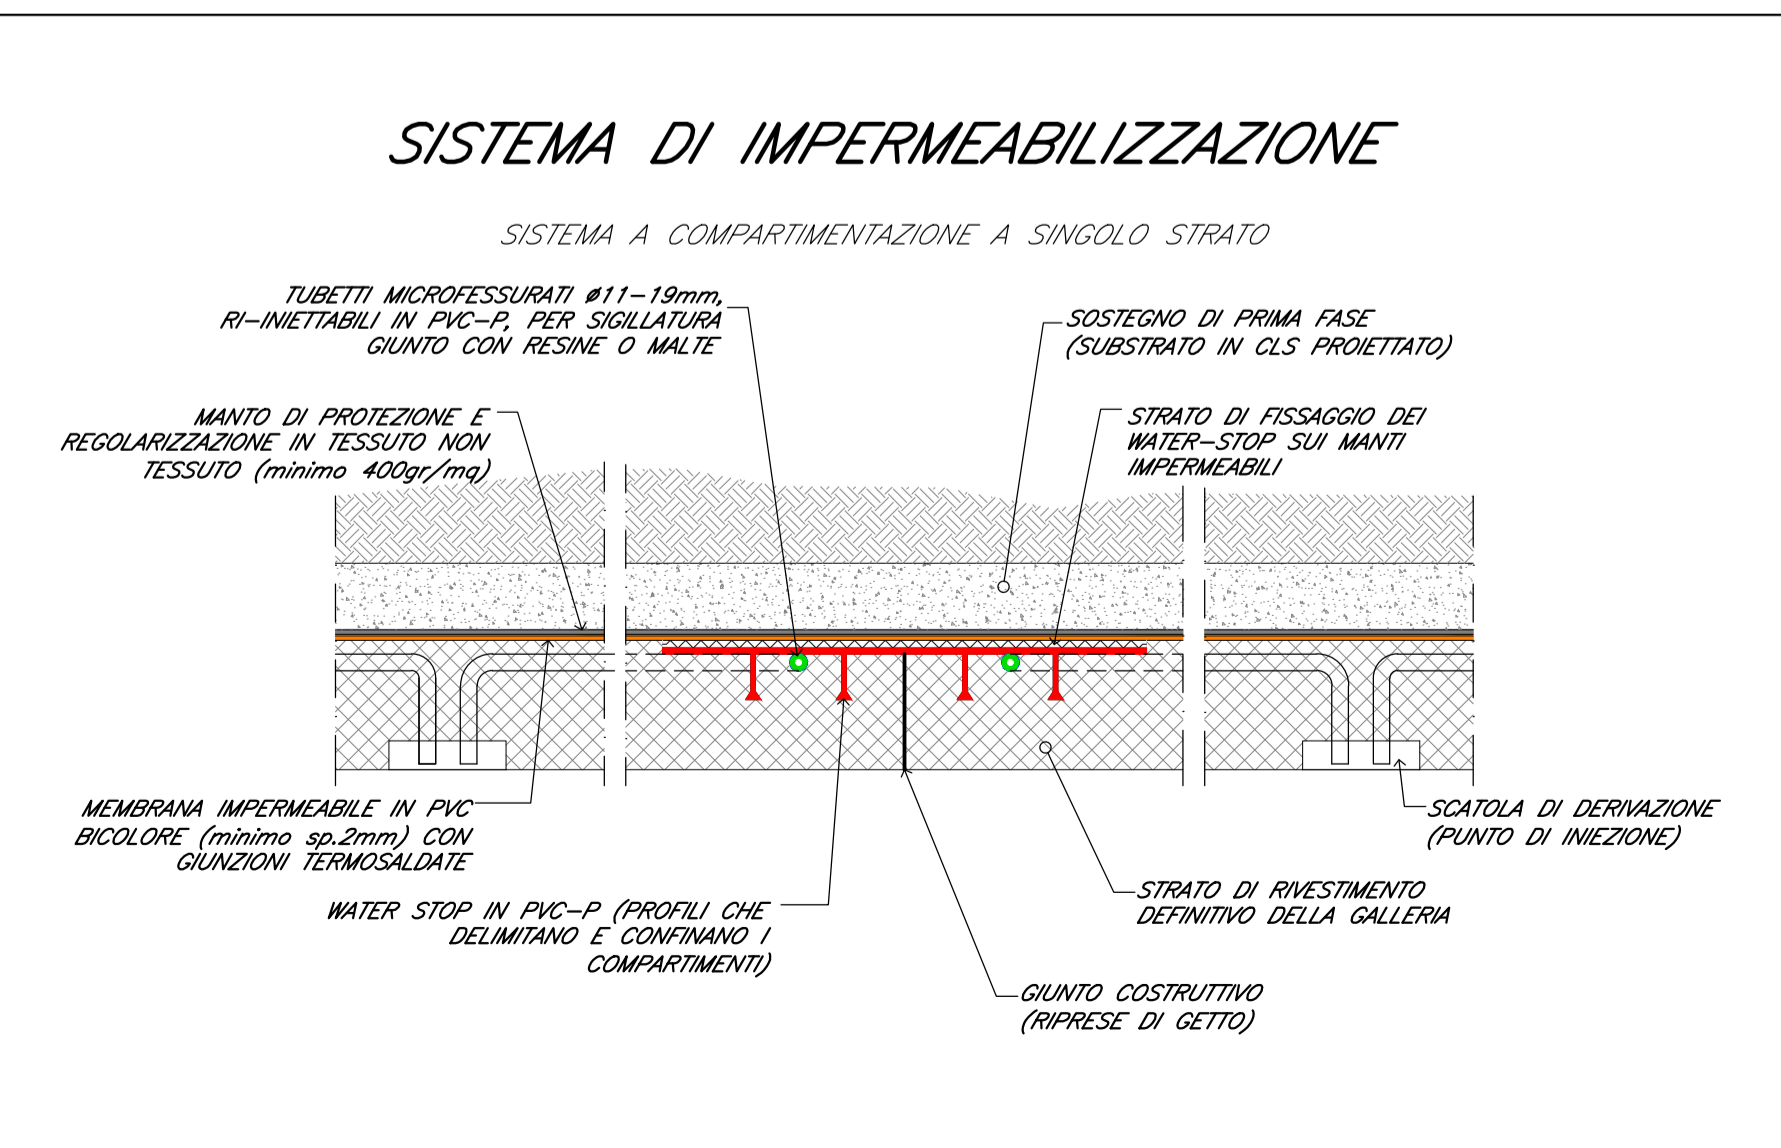 SISTEMA DI IMPERMEABILIZZAZIONE
SISTEMA A COMPARTIMENTAZIONE A SINGOLO STRATO
TUBETTI MICROFESSURATI ø11-19mm,
RI-INIETTABILI IN PVC-P, PER SIGILLATURA
GIUNTO CON RESINE O MALTE
SOSTEGNO DI PRIMA FASE
(SUBSTRATO IN CLS PROIETTATO)
MANTO DI PROTEZIONE E
REGOLARIZZAZIONE IN TESSUTO NON
TESSUTO (minimo 400gr/mq)
STRATO DI FISSAGGIO DEI
WATER-STOP SUI MANTI
IMPERMEABILI
MEMBRANA IMPERMEABILE IN PVC
BICOLORE (minimo sp.2mm) CON
GIUNZIONI TERMOSALDATE
SCATOLA DI DERIVAZIONE
(PUNTO DI INIEZIONE)
WATER STOP IN PVC-P (PROFILI CHE
DELIMITANO E CONFINANO I
COMPARTIMENTI)
STRATO DI RIVESTIMENTO
DEFINITIVO DELLA GALLERIA
GIUNTO COSTRUTTIVO
(RIPRESE DI GETTO)